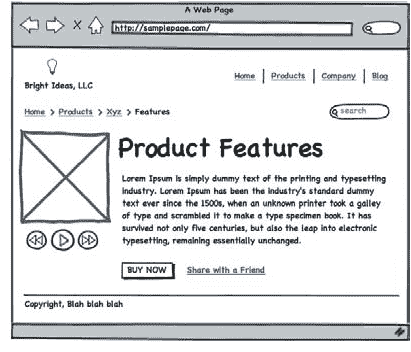 A Web Page
http://samplepage.com/
Bright Ideas, LLC
Home Products Company Blog
Home > Products > Xyz > Features
search
Product Features
Lorem Ipsum is simply dummy text of the printing and typesetting
industry. Lorem Ipsum has been the industry's standard dummy
text ever since the 1500s, when an unknown printer took a galley
of type and scrambled it to make a type specimen book. It has
survived not only five centuries, but also the leap into electronic
typesetting, remaining essentially unchanged.
BUY NOW Share with a Friend
Copyright, Blah blah blah